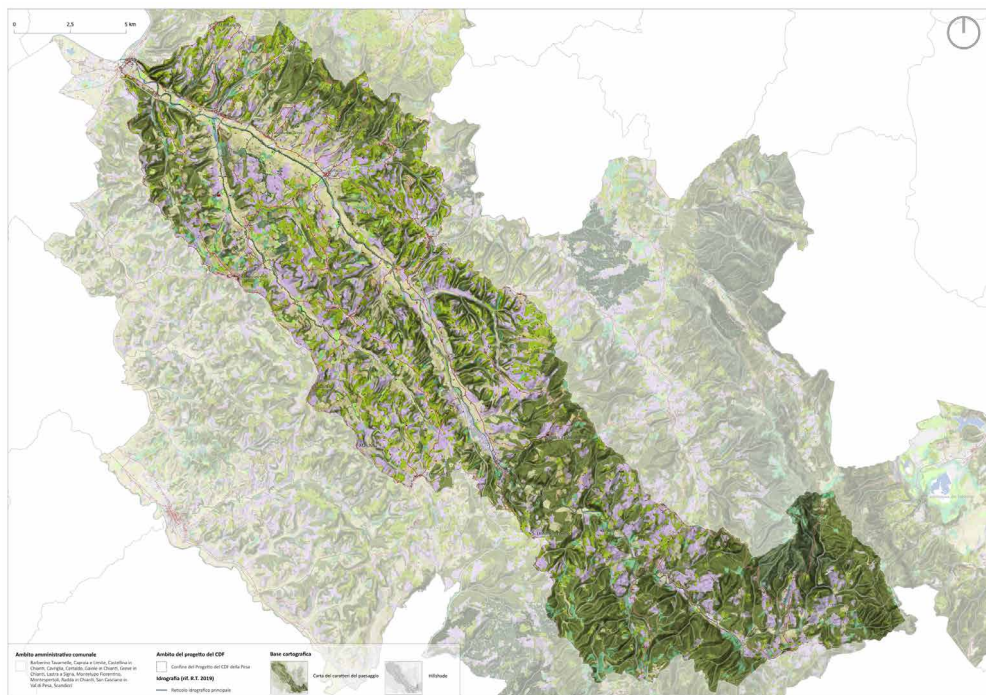 0 2,5 5 km
Ambito amministrativo comunale
Barberino Tavarnelle, Capraia e Limite, Castellina in
Chianti, Cavriglia, Certaldo, Gaiole in Chianti, Greve in
Chianti, Lastra a Signa, Montelupo Fiorentino,
Montespertoli, Radda in Chianti, San Casciano in
Val di Pesa, Scandicci
Ambito del progetto del CDF
Confine del Progetto del CDF della Pesa
Idrografia (rif. R.T. 2019)
Reticolo idrografico principale
Base cartografica
Carta dei caratteri del paesaggio
Hillshade